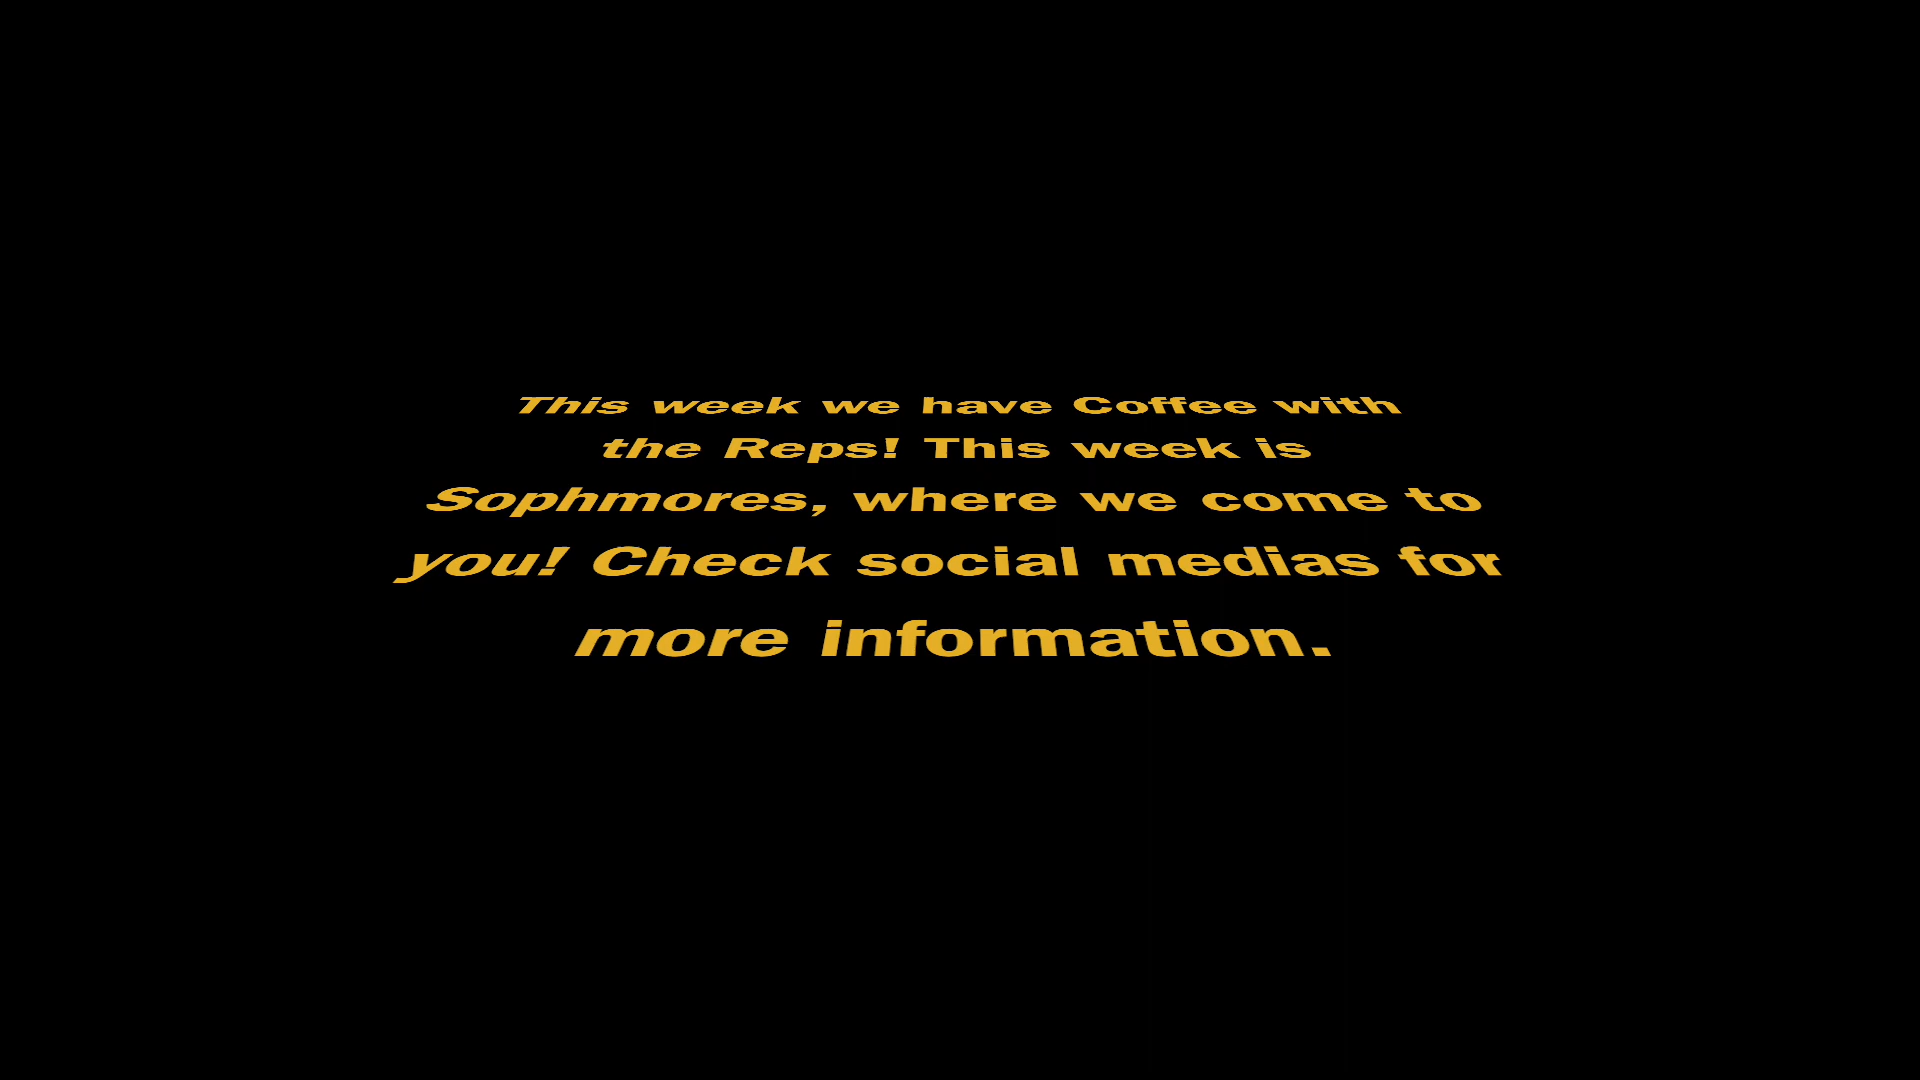 This week we have Coffee with
the Reps! This week is
Sophmores, where we come to
you! Check social medias for
more information.